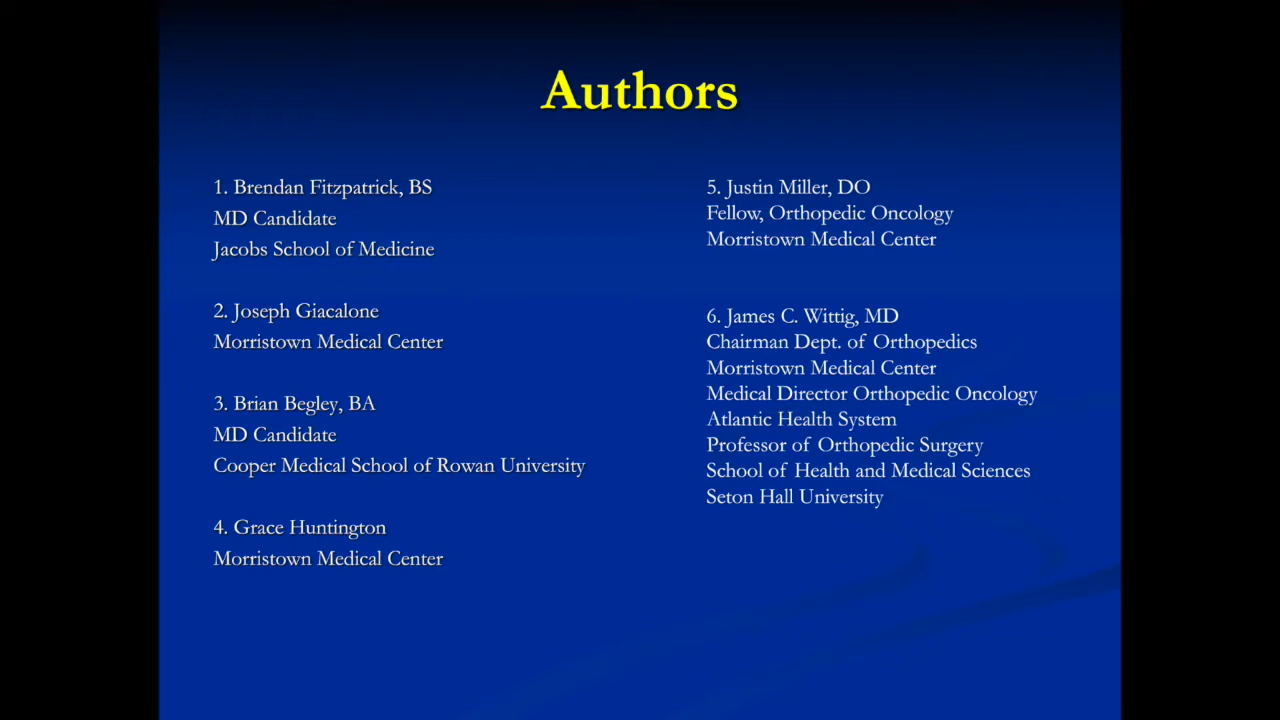 Authors
1. Brendan Fitzpatrick, BS
MD Candidate
Jacobs School of Medicine
2. Joseph Giacalone
Morristown Medical Center
3. Brian Begley, BA
MD Candidate
Cooper Medical School of Rowan University
4. Grace Huntington
Morristown Medical Center
5. Justin Miller, DO
Fellow, Orthopedic Oncology
Morristown Medical Center
6. James C. Wittig, MD
Chairman Dept. of Orthopedics
Morristown Medical Center
Medical Director Orthopedic Oncology
Atlantic Health System
Professor of Orthopedic Surgery
School of Health and Medical Sciences
Seton Hall University